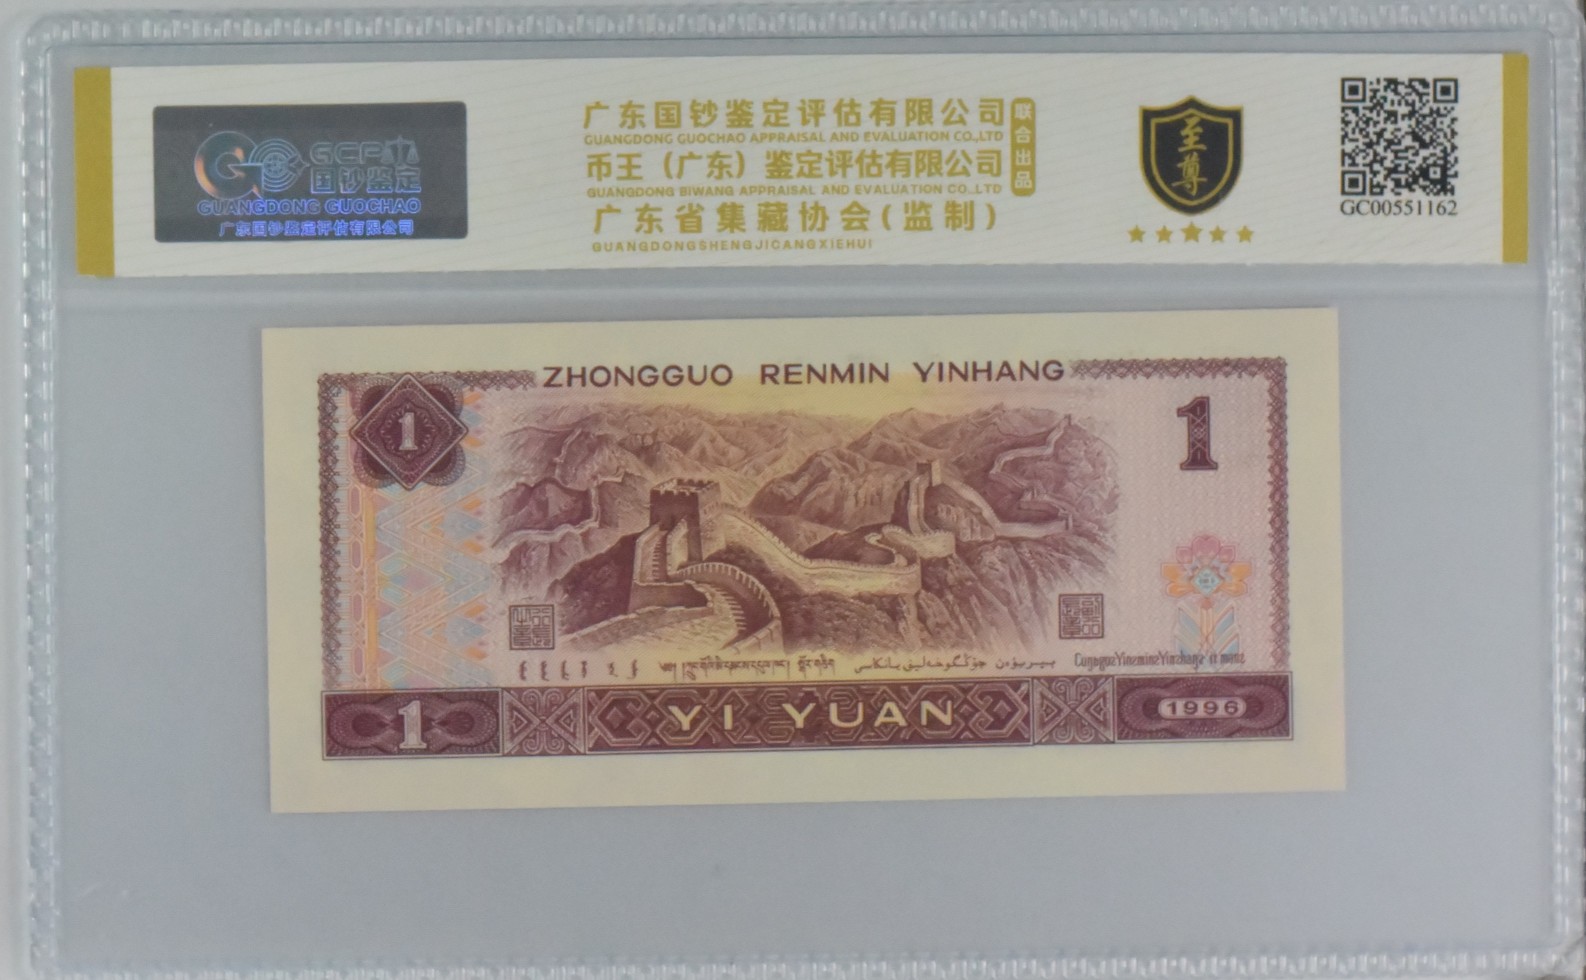 GCP
国钞鉴定
GUANGDONG GUOCHAO
广东国钞鉴定评估有限公司
广东国钞鉴定评估有限公司
GUANGDONG GUOCHAO APPRAISAL AND EVALUATION CO.,LTD
币王（广东）鉴定评估有限公司
GUANGDONG BIWANG APPRAISAL AND EVALUATION CO.,LTD
广东省集藏协会(监制)
GUANGDONGSHENGJICANGXIEHUI
联合出品
至尊
GC00551162
ZHONGGUO RENMIN YINHANG
1
1
1
YI YUAN
1996